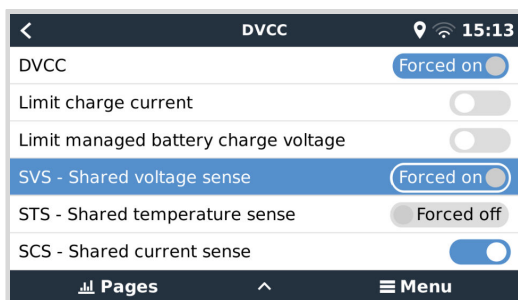 DVCC 15:13
DVCC Forced on
Limit charge current
Limit managed battery charge voltage
SVS - Shared voltage sense Forced on
STS - Shared temperature sense Forced off
SCS - Shared current sense
Pages Menu